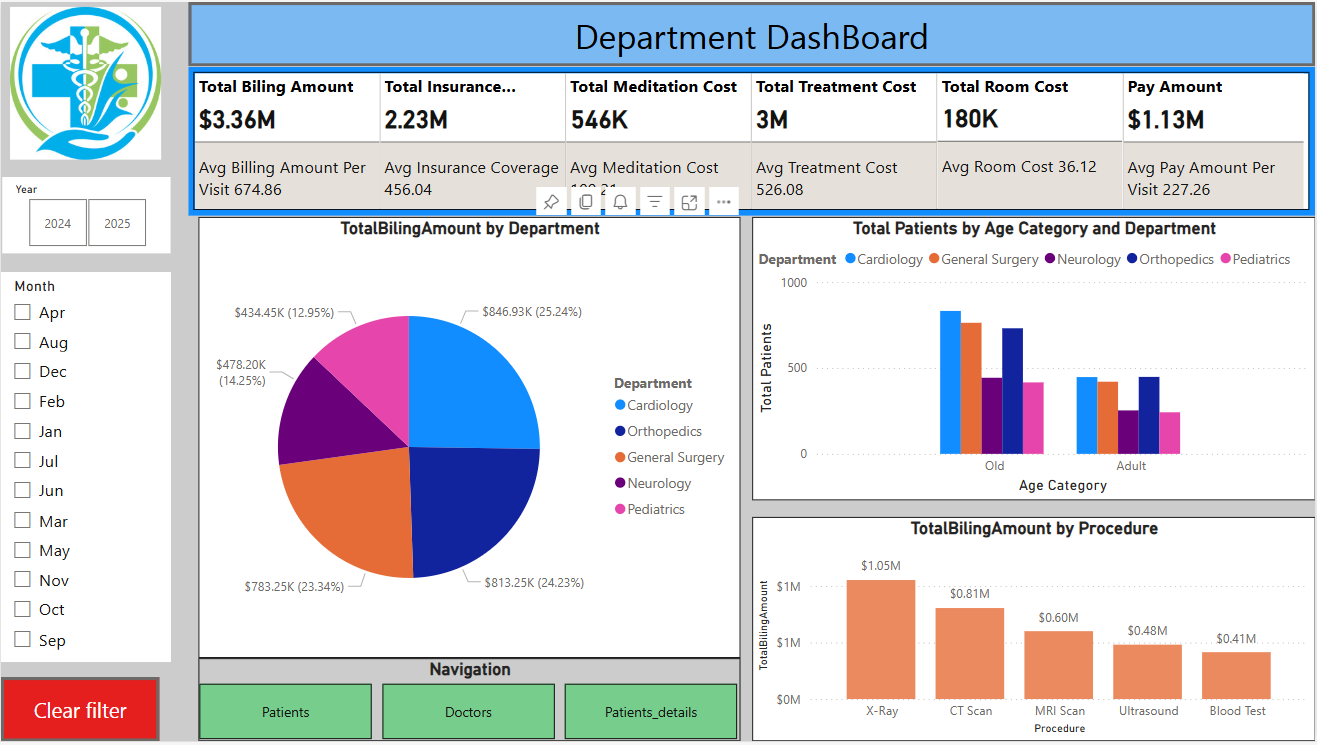 Department DashBoard
Total Biling Amount
$3.36M
Avg Billing Amount Per
Visit 674.86
Total Insurance...
2.23M
Avg Insurance Coverage
456.04
Total Meditation Cost
546K
Avg Meditation Cost
Total Treatment Cost
3M
Avg Treatment Cost
526.08
Total Room Cost
180K
Avg Room Cost 36.12
Pay Amount
$1.13M
Avg Pay Amount Per
Visit 227.26
Year
2024
2025
Month
Apr
Aug
Dec
Feb
Jan
Jul
Jun
Mar
May
Nov
Oct
Sep
Clear filter
TotalBilingAmount by Department
$434.45K (12.95%)
$846.93K (25.24%)
$478.20K
(14.25%)
$783.25K (23.34%)
$813.25K (24.23%)
Department
Cardiology
Orthopedics
General Surgery
Neurology
Pediatrics
Navigation
Patients
Doctors
Patients_details
Total Patients by Age Category and Department
Department Cardiology General Surgery Neurology Orthopedics Pediatrics
Total Patients
1000
500
0
Old
Adult
Age Category
TotalBilingAmount by Procedure
TotalBilingAmount
$1M
$1M
$0M
$1.05M
$0.81M
$0.60M
$0.48M
$0.41M
X-Ray
CT Scan
MRI Scan
Ultrasound
Blood Test
Procedure